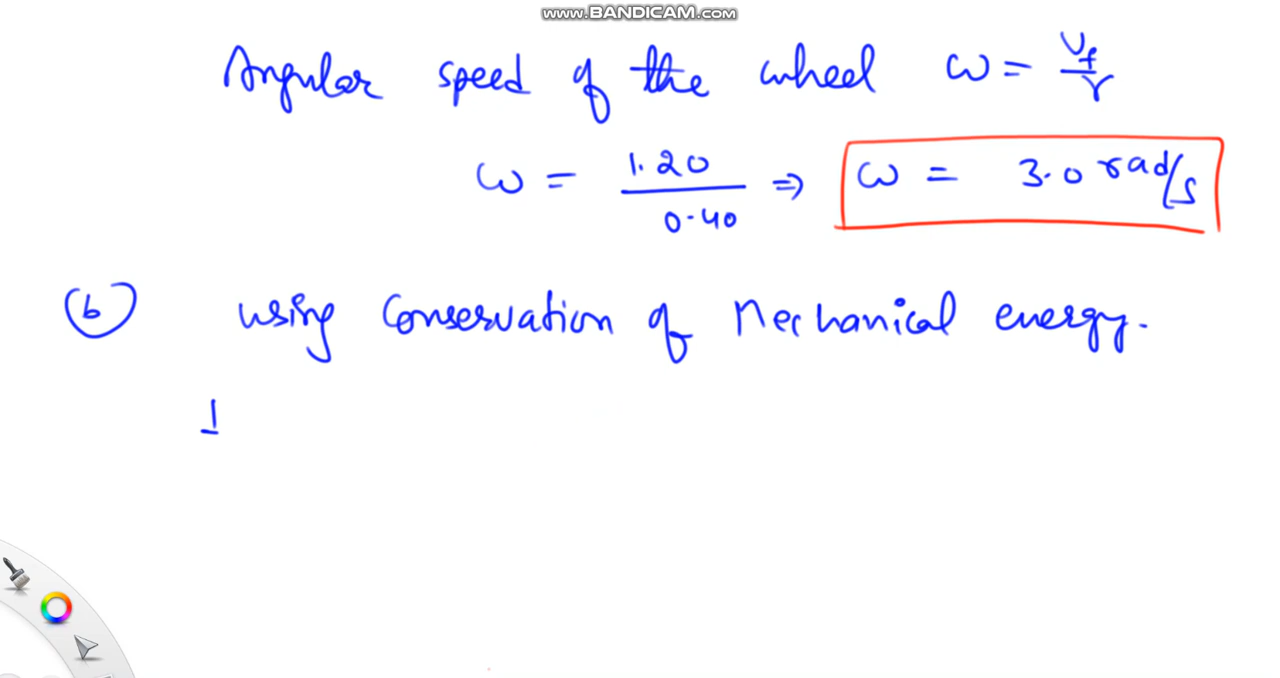 www.BANDICAM.com
Angular speed of the wheel ω = v_f/r
ω = 1.20/0.40 ⇒ ω = 3.0 rad/s
(b) using Conservation of Mechanical energy.
1